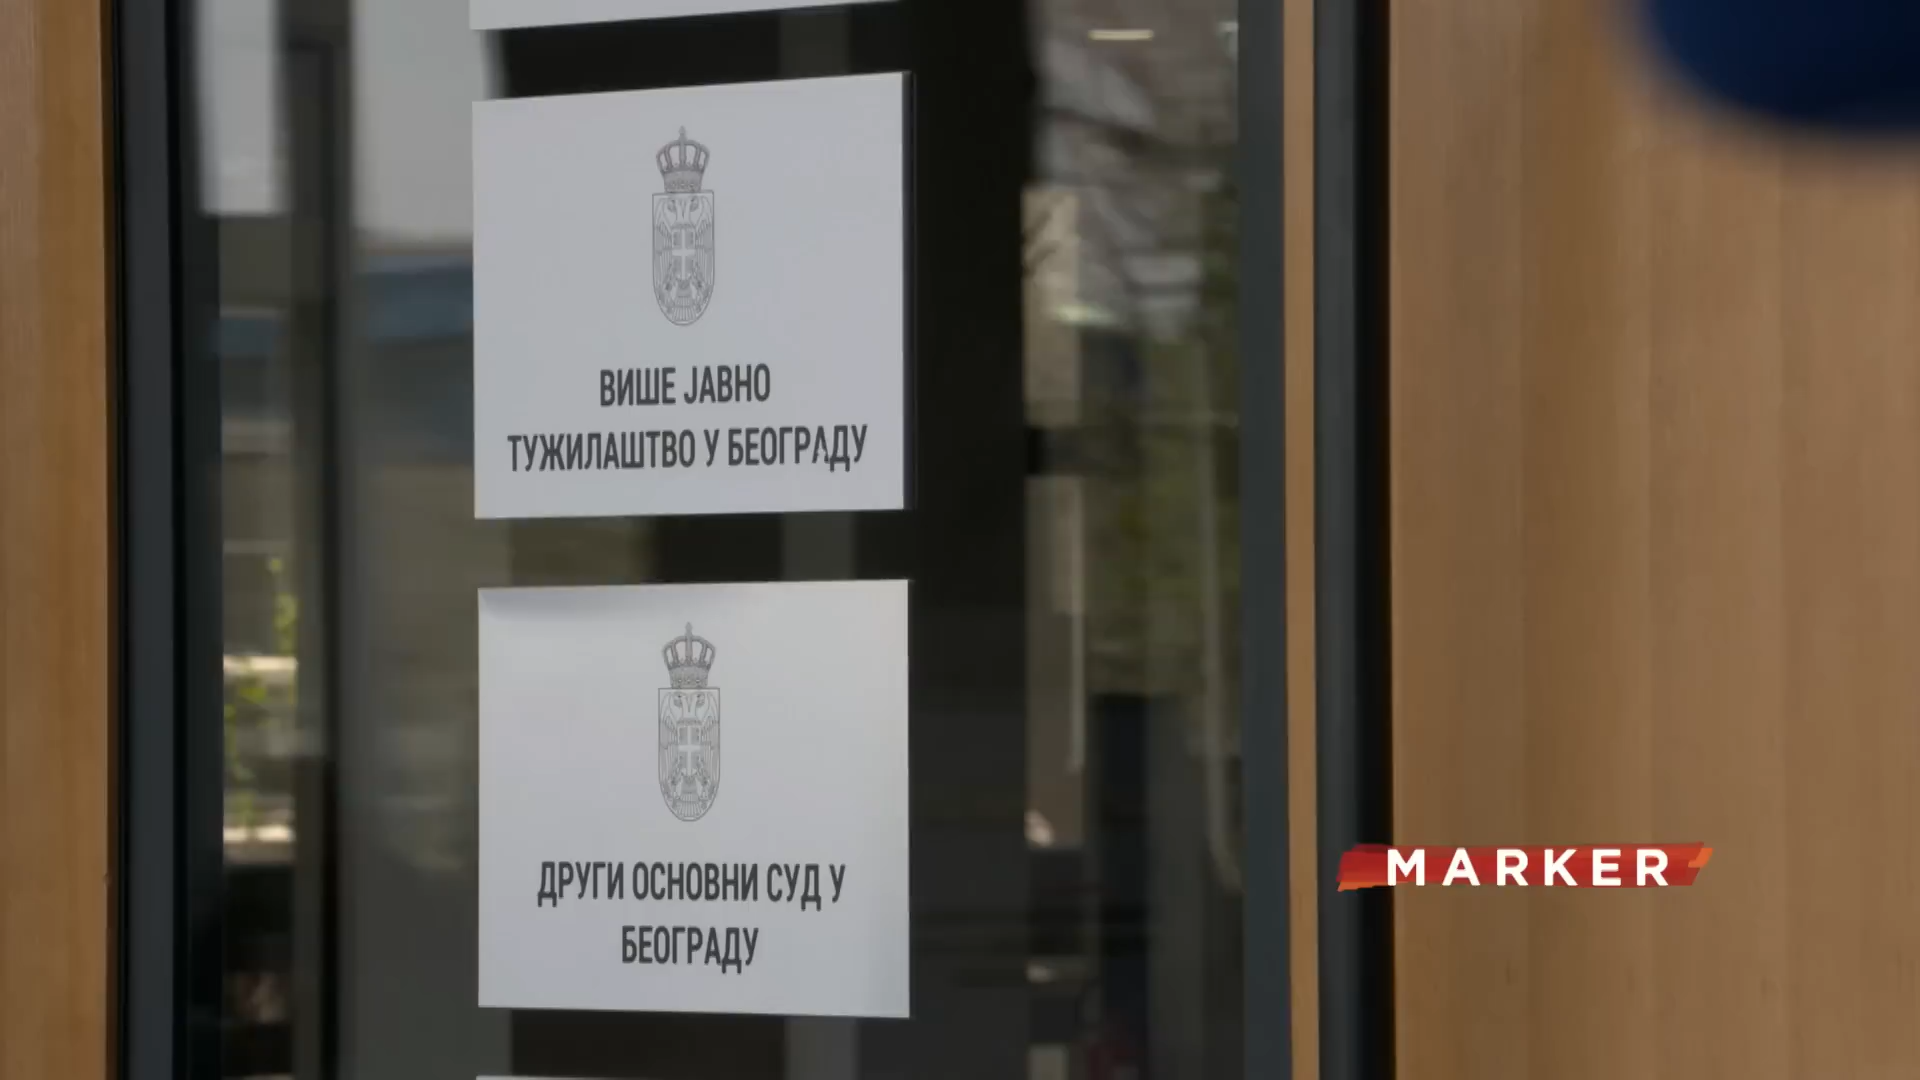 ВИШЕ ЈАВНО
ТУЖИЛАШТВО У БЕОГРАДУ
ДРУГИ ОСНОВНИ СУД У
БЕОГРАДУ
MARKER